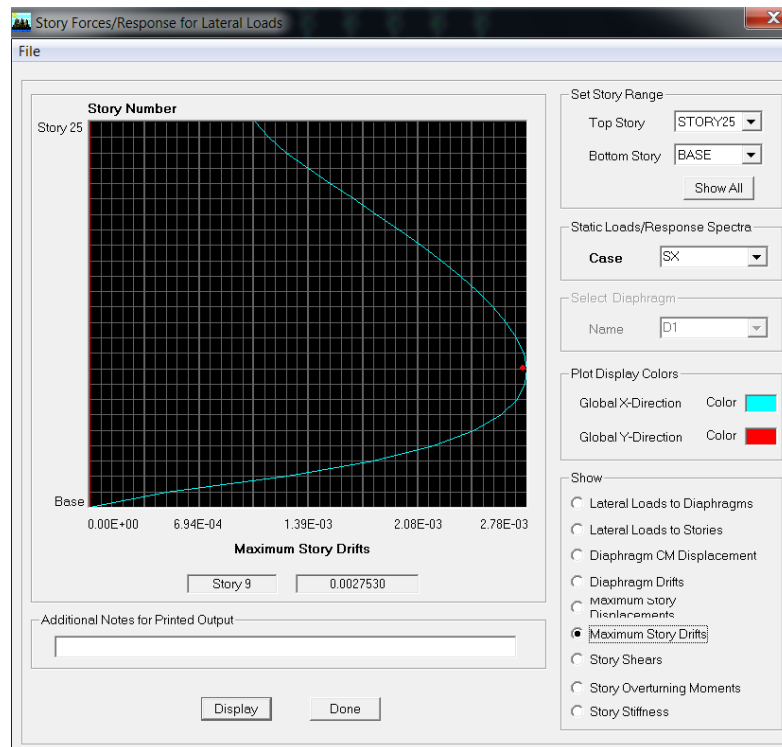 Story Forces/Response for Lateral Loads
X
File
Story Number
Story 25
Base
0.00E+00 6.94E-04 1.39E-03 2.08E-03 2.78E-03
Maximum Story Drifts
Story 9 0.0027530
Additional Notes for Printed Output
Display Done
Set Story Range
Top Story STORY25
Bottom Story BASE
Show All
Static Loads/Response Spectra
Case SX
Select Diaphragm
Name D1
Plot Display Colors
Global X-Direction Color
Global Y-Direction Color
Show
Lateral Loads to Diaphragms
Lateral Loads to Stories
Diaphragm CM Displacement
Diaphragm Drifts
Maximum Story
Displacements
Maximum Story Drifts
Story Shears
Story Overturning Moments
Story Stiffness